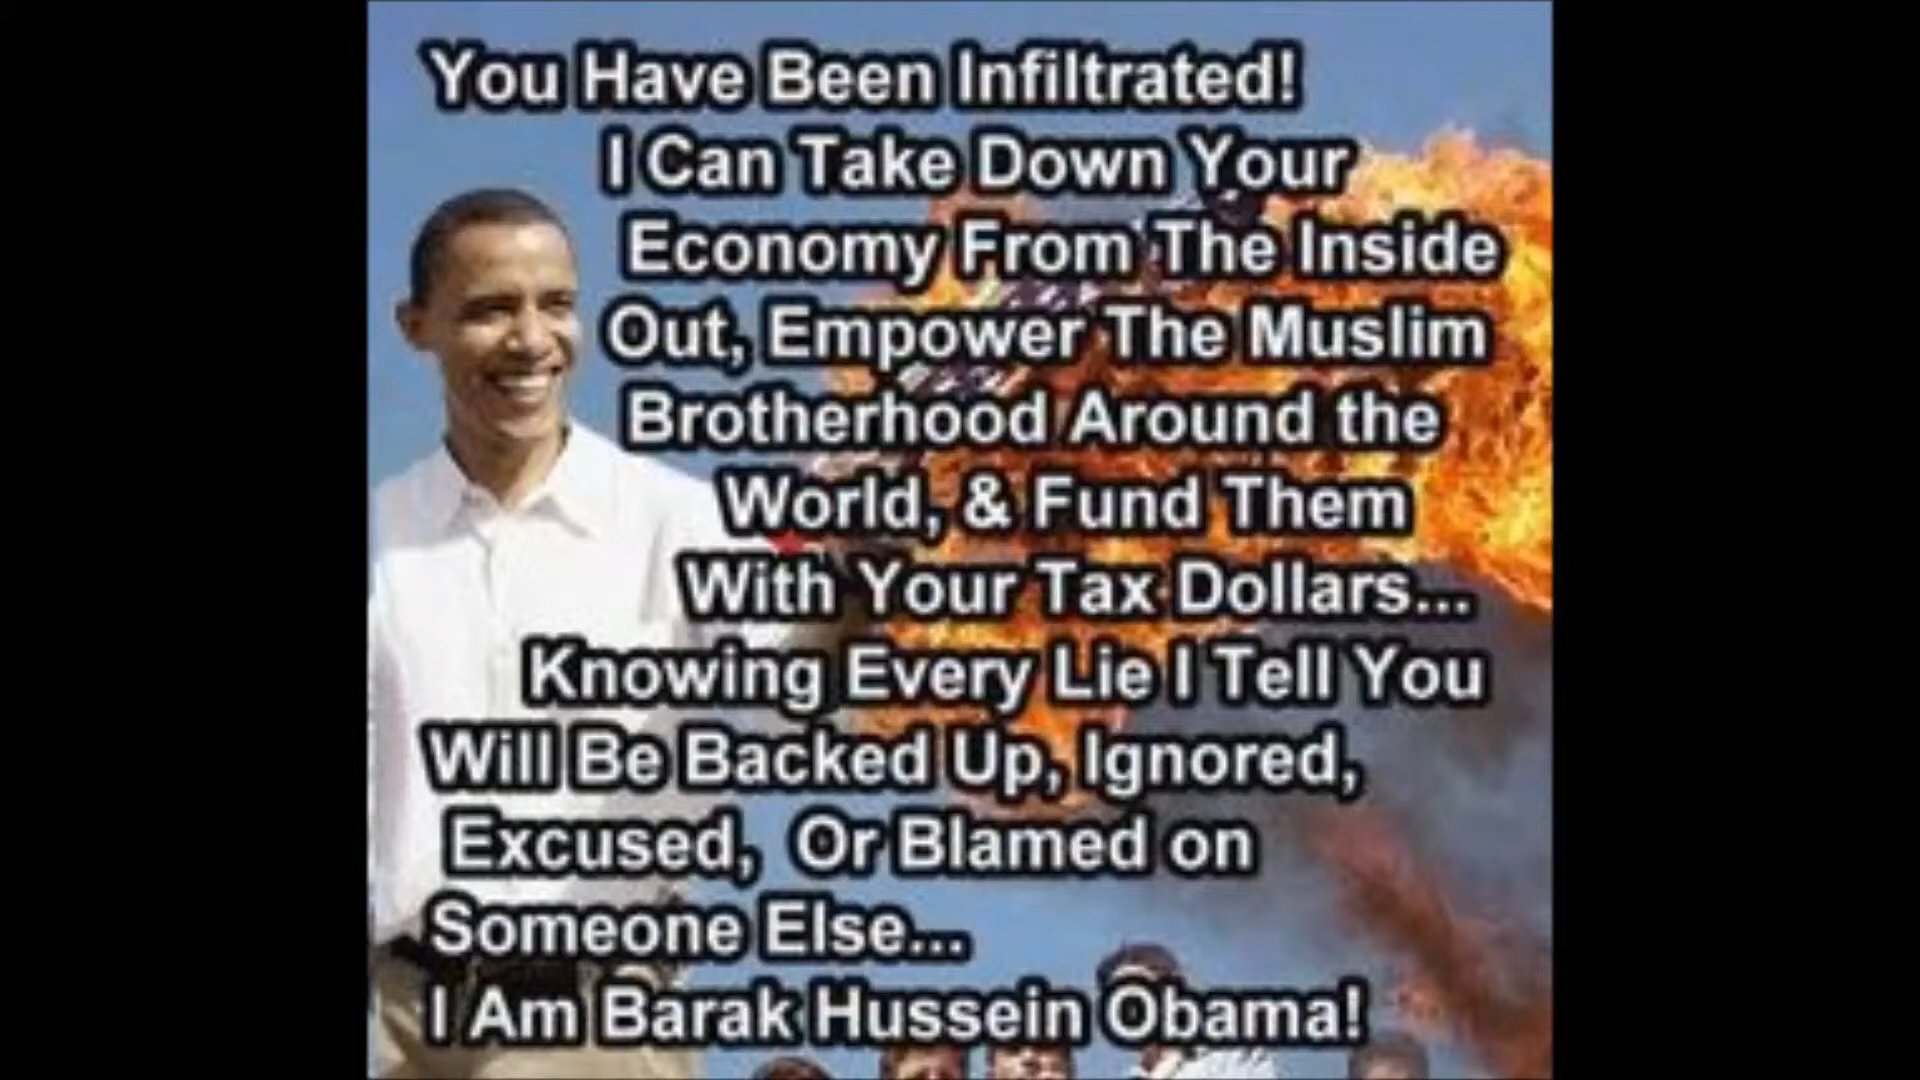 You Have Been Infiltrated!
I Can Take Down Your
Economy From The Inside
Out, Empower The Muslim
Brotherhood Around the
World, & Fund Them
With Your Tax Dollars...
Knowing Every Lie I Tell You
Will Be Backed Up, Ignored,
Excused, Or Blamed on
Someone Else...
I Am Barak Hussein Obama!